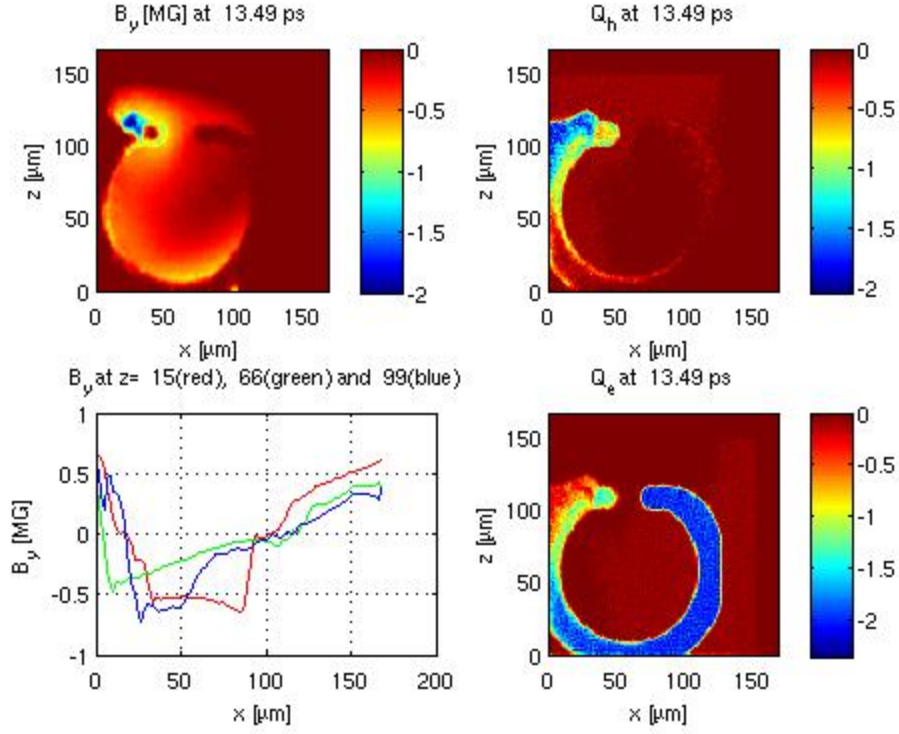 B_y [MG] at 13.49 ps
150
100
50
0
z [μm]
0 50 100 150
x [μm]
0
-0.5
-1
-1.5
-2
Q_h at 13.49 ps
150
100
50
0
z [μm]
0 50 100 150
x [μm]
0
-0.5
-1
-1.5
-2
B_y at z= 15(red), 66(green) and 99(blue)
1
0.5
0
-0.5
-1
B_y [MG]
0 50 100 150 200
x [μm]
Q_e at 13.49 ps
150
100
50
0
z [μm]
0 50 100 150
x [μm]
0
-0.5
-1
-1.5
-2